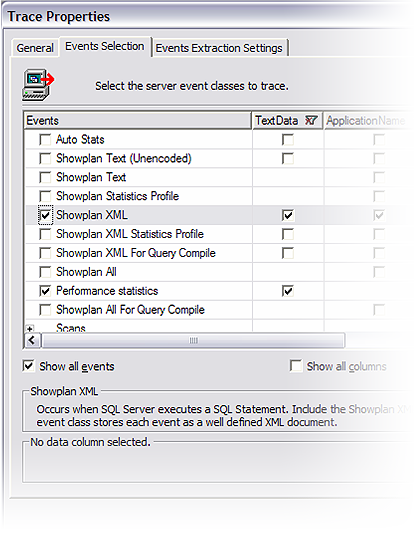 Trace Properties
General Events Selection Events Extraction Settings
Select the server event classes to trace.
Events TextData ApplicationName
Auto Stats
Showplan Text (Unencoded)
Showplan Text
Showplan Statistics Profile
Showplan XML
Showplan XML Statistics Profile
Showplan XML For Query Compile
Showplan All
Performance statistics
Showplan All For Query Compile
Scans
Show all events Show all columns
Showplan XML
Occurs when SQL Server executes a SQL Statement. Include the Showplan XM
event class stores each event as a well defined XML document.
No data column selected.